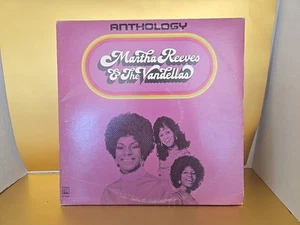 ANTHOLOGY
Martha Reeves
& The Vandellas